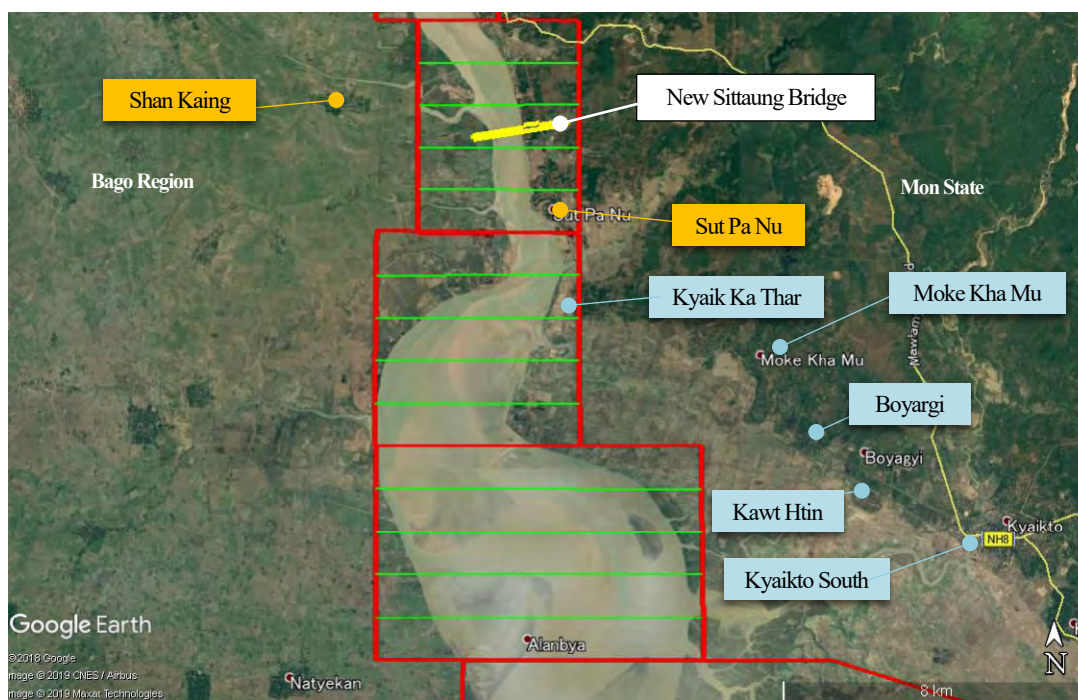 Shan Kaing
New Sittaung Bridge
Bago Region
Mon State
Sut Pa Nu
Sut Pa Nu
Kyaik Ka Thar
Moke Kha Mu
Moke Kha Mu
Boyargi
Boyagyi
Kawt Htin
Kyaikto
NH8
Kyaikto South
Google Earth
Alanbya
N
©2018 Google
mage © 2019 CNES / Airbus
mage © 2019 Maxar Technologies
Natyekan
8 km